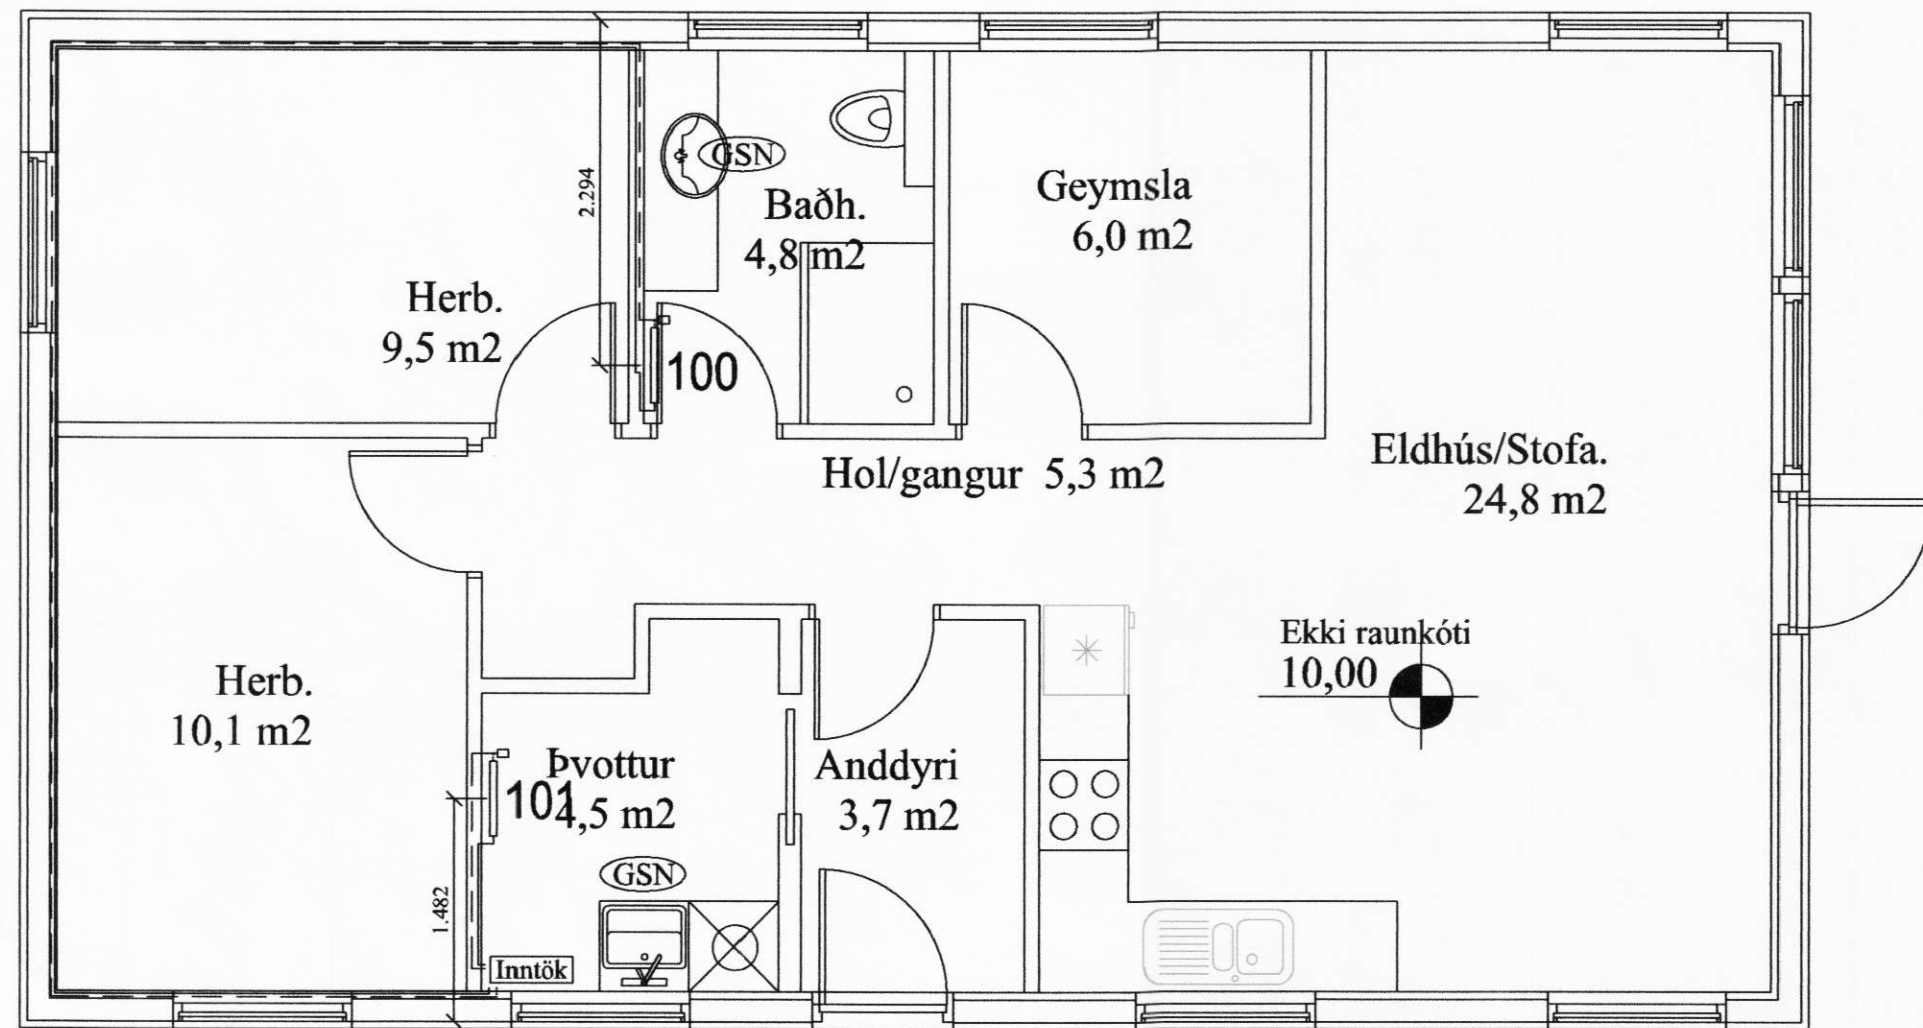 GSN
2.294
Baðh.
4,8 m2
Geymsla
6,0 m2
Herb.
9,5 m2
100
Hol/gangur 5,3 m2
Eldhús/Stofa.
24,8 m2
Ekki raunkóti
10,00
Herb.
10,1 m2
Þvottur
101
4,5 m2
Anddyri
3,7 m2
GSN
1.482
Inntök